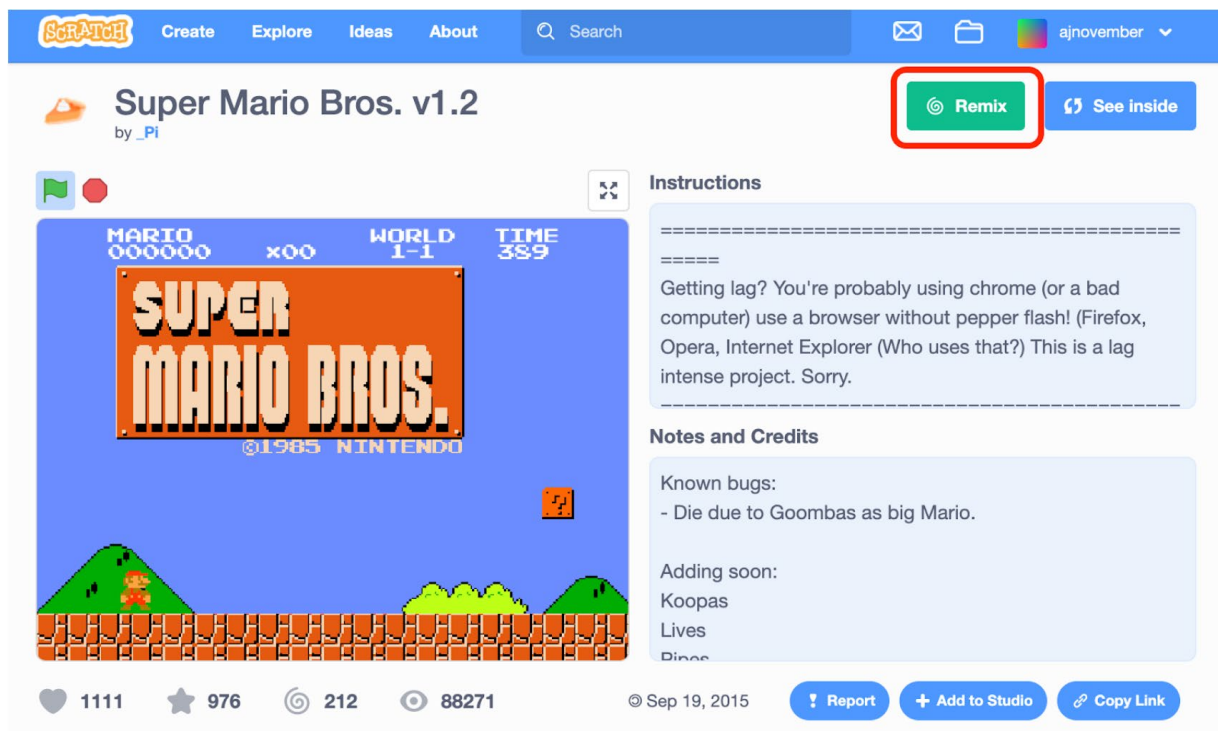 SCRATCH Create Explore Ideas About Search ajnovember
Super Mario Bros. v1.2
by _Pi
Remix See inside
MARIO WORLD TIME
000000 x00 1-1 389
SUPER
MARIO BROS.
©1985 NINTENDO
?
Instructions
============================================
=====
Getting lag? You're probably using chrome (or a bad
computer) use a browser without pepper flash! (Firefox,
Opera, Internet Explorer (Who uses that?) This is a lag
intense project. Sorry.
Notes and Credits
Known bugs:
- Die due to Goombas as big Mario.
Adding soon:
Koopas
Lives
Pipes
1111 976 212 88271 © Sep 19, 2015 Report + Add to Studio Copy Link